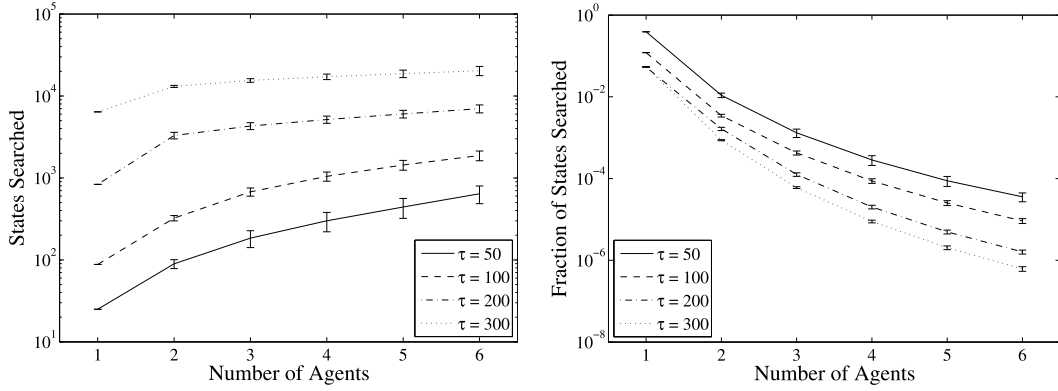 10^5
10^4
10^3
10^2
10^1
States Searched
1 2 3 4 5 6
Number of Agents
τ = 50
τ = 100
τ = 200
τ = 300
10^0
10^−2
10^−4
10^−6
10^−8
Fraction of States Searched
1 2 3 4 5 6
Number of Agents
τ = 50
τ = 100
τ = 200
τ = 300